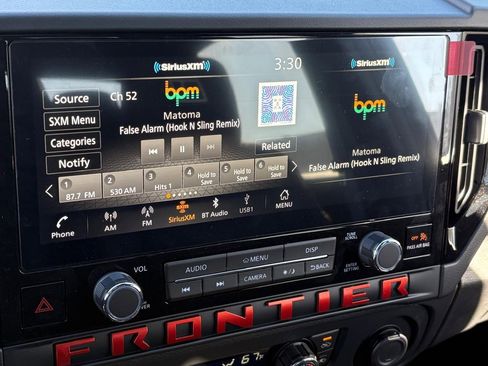 SiriusXM
3:30
SiriusXM
Source
Ch 52
bpm
bpm
SXM Menu
Matoma
False Alarm (Hook N Sling Remix)
Matoma
False Alarm (Hook N Sling Remix)
Categories
Notify
Related
1
87.7 FM
2
530 AM
3
Hits 1
4
Hold to Save
5
Hold to Save
6
Hold to Save
Phone
AM
FM
SXM
SiriusXM
BT Audio
USB1
MENU
VOL
AUDIO
MENU
DISP
CAMERA
BACK
TUNE
SCROLL
ENTER
SETTING
OFF
PASS AIR BAG
FRONTIER
67°F